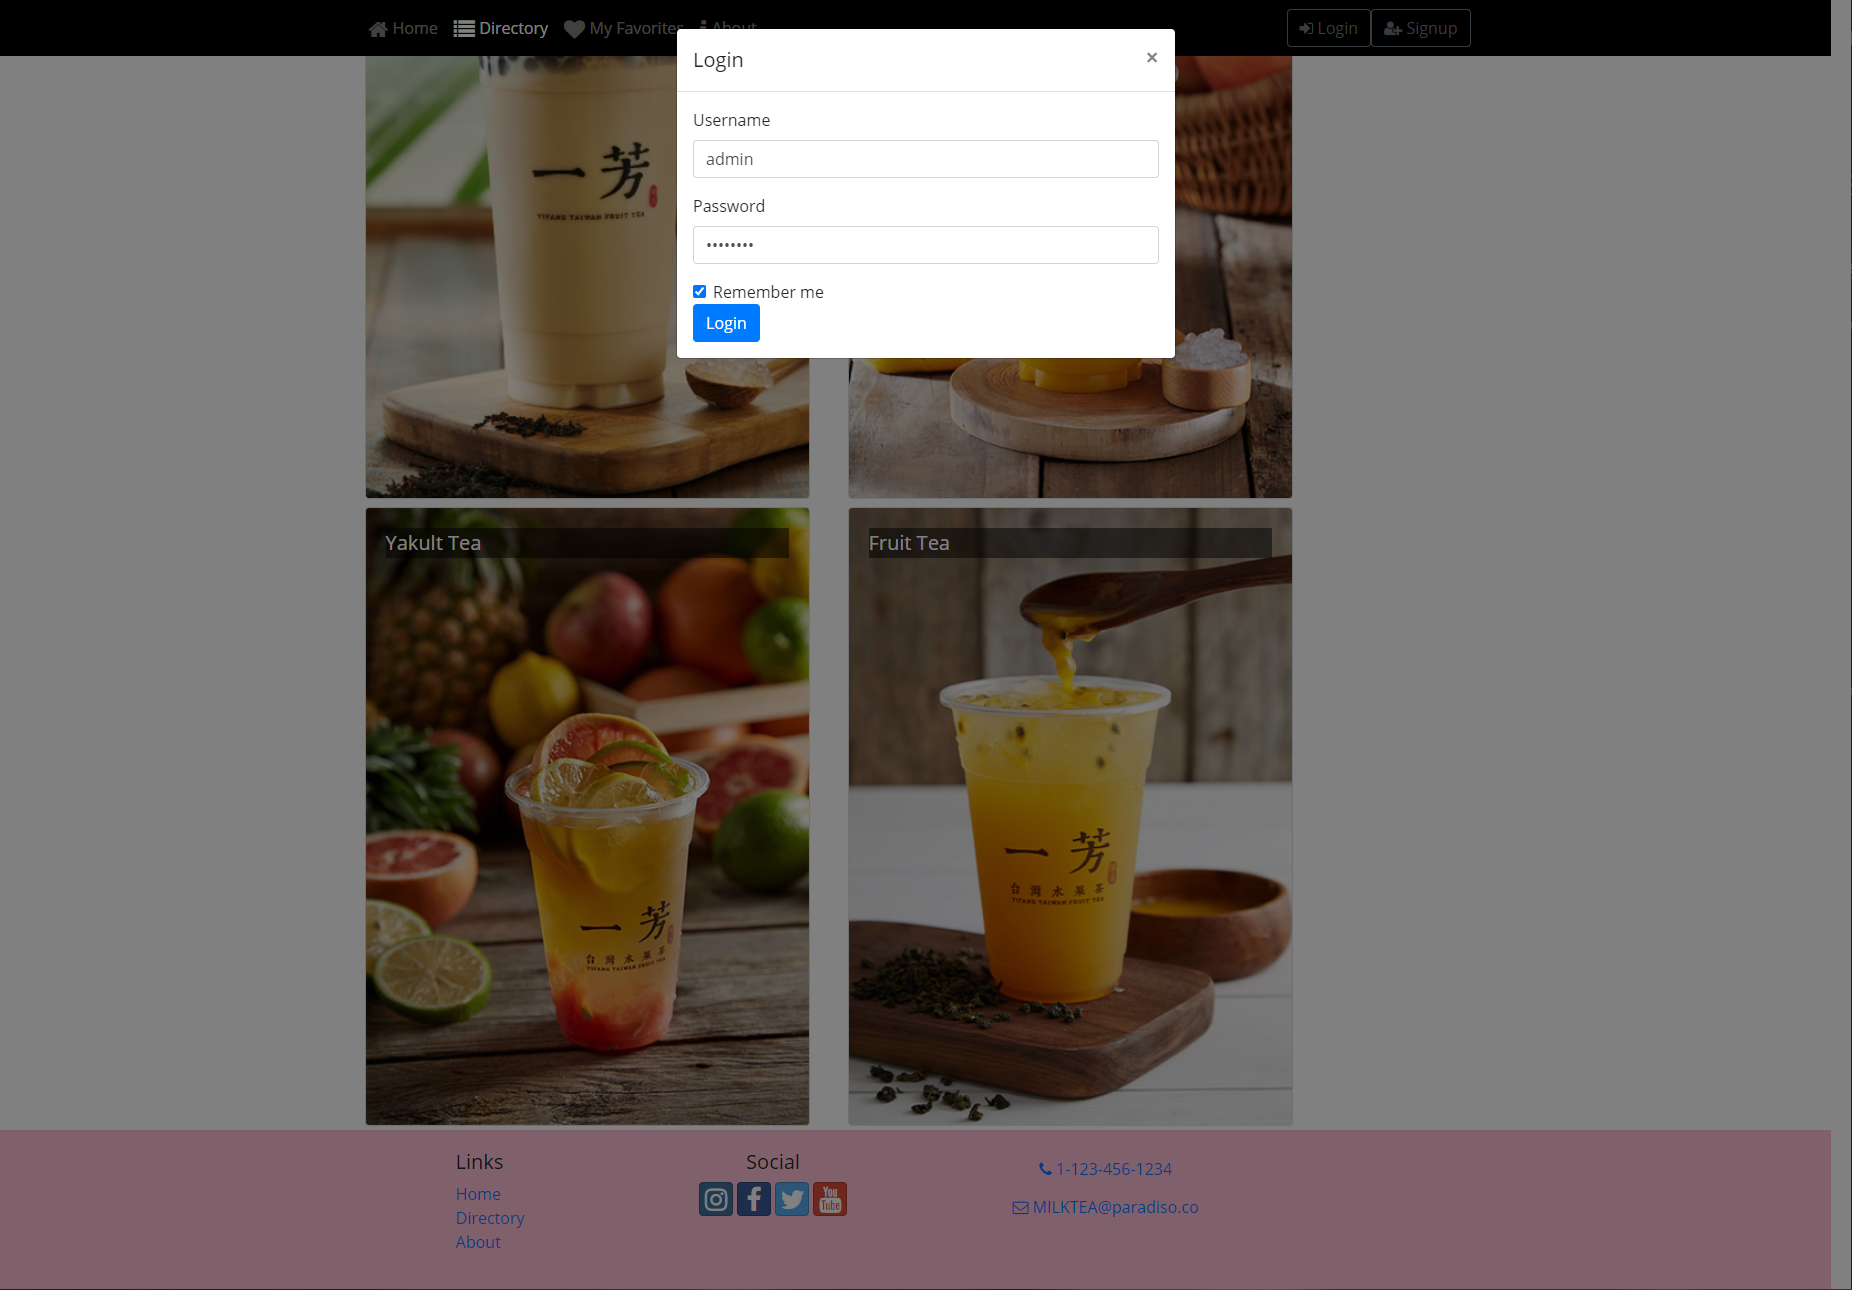 Home Directory My Favorites About
Login Signup
Login ×
Username
admin
Password
••••••••
Remember me
Login
一芳
YIFANG TAIWAN FRUIT TEA
Yakult Tea
一芳
台灣水果茶
YIFANG TAIWAN FRUIT TEA
Fruit Tea
一芳
台灣水果茶
YIFANG TAIWAN FRUIT TEA
Links
Home
Directory
About
Social
You
Tube
1-123-456-1234
MILKTEA@paradiso.co